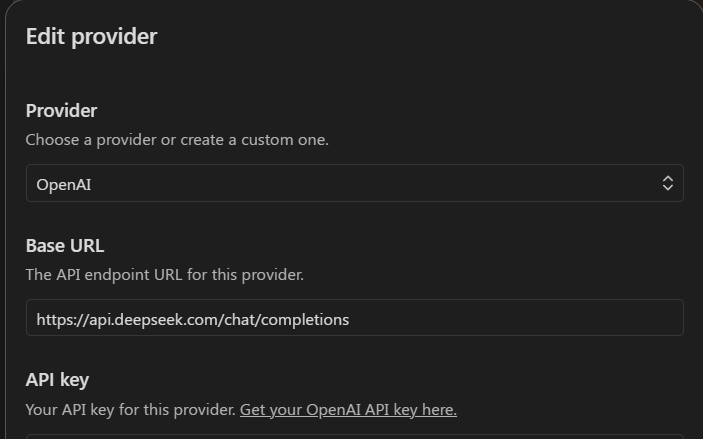 Edit provider
Provider
Choose a provider or create a custom one.
OpenAI
Base URL
The API endpoint URL for this provider.
https://api.deepseek.com/chat/completions
API key
Your API key for this provider. Get your OpenAI API key here.